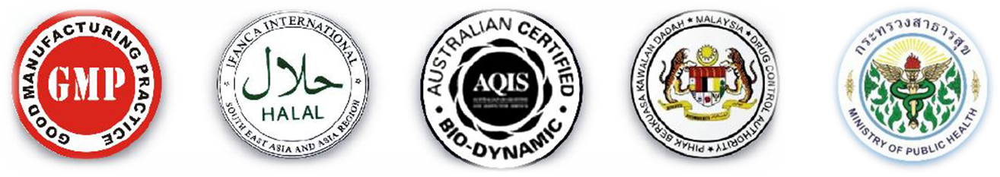 GOOD MANUFACTURING PRACTICE
GMP
IFANCA INTERNATIONAL
حلال
HALAL
SOUTH EAST ASIA AND ASIA REGION
AUSTRALIAN CERTIFIED
AQIS
• BIO-DYNAMIC •
PIHAK BERKUASA KAWALAN DADAH • MALAYSIA • DRUG CONTROL AUTHORITY • MALAYSIA •
กระทรวงสาธารณสุข
MINISTRY OF PUBLIC HEALTH